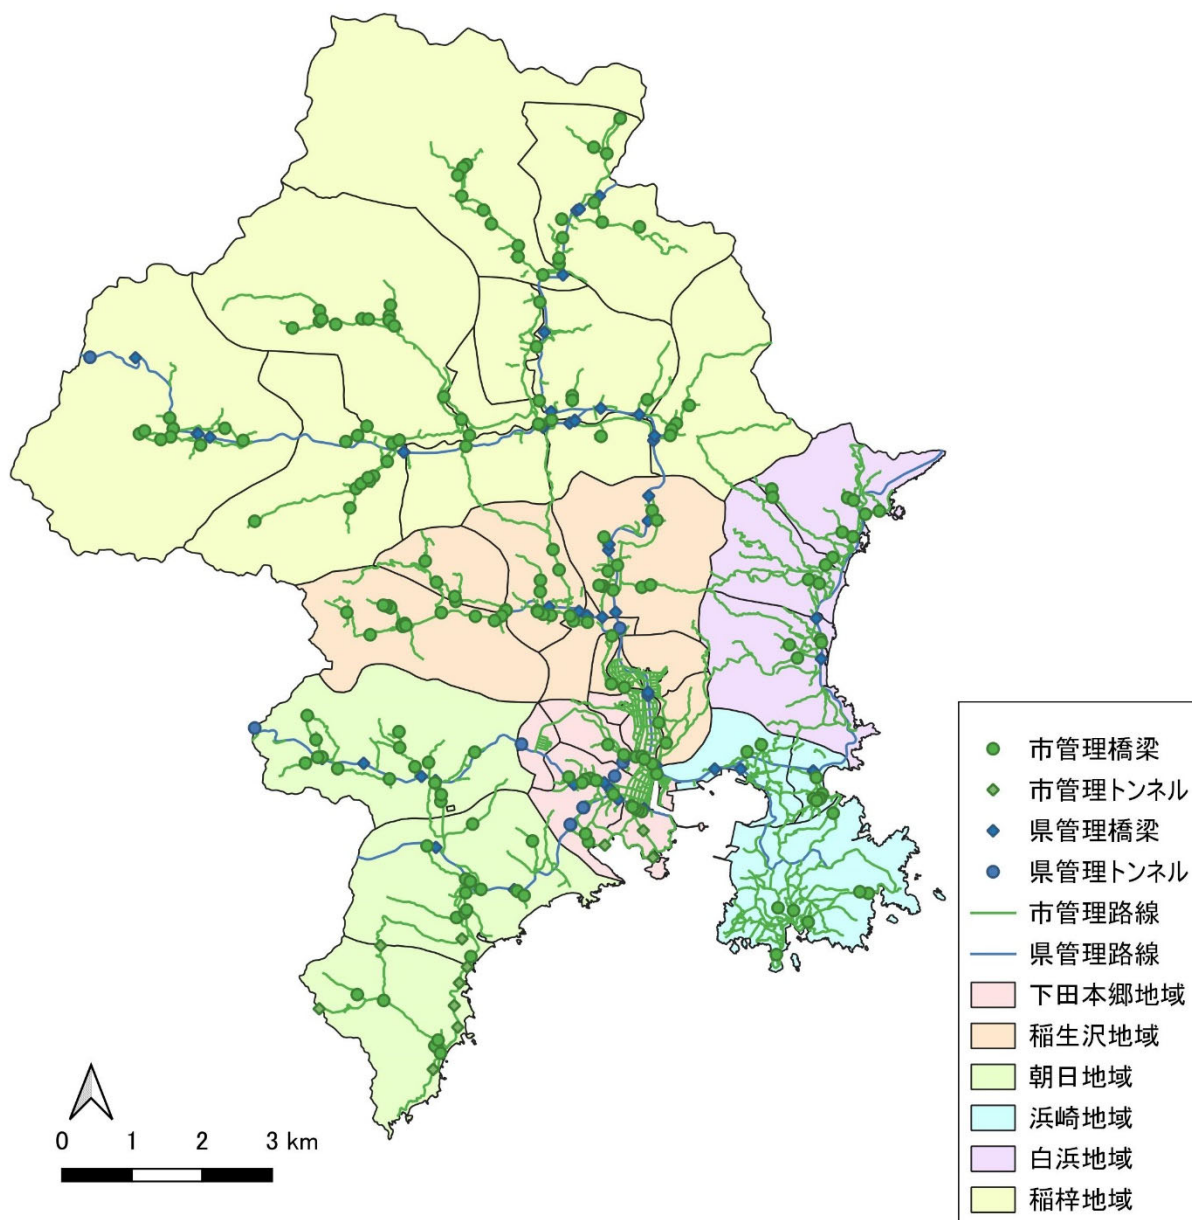 市管理橋梁
市管理トンネル
県管理橋梁
県管理トンネル
市管理路線
県管理路線
下田本郷地域
稲生沢地域
朝日地域
浜崎地域
白浜地域
稲梓地域
0 1 2 3 km